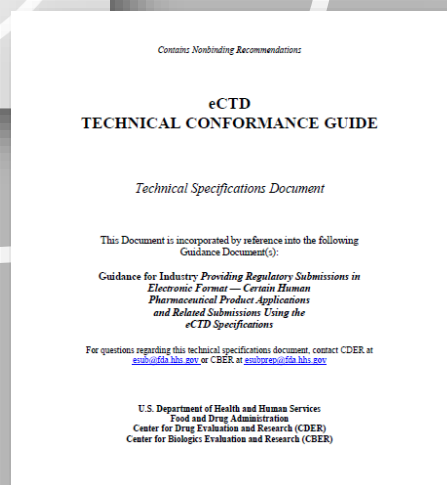 Contains Nonbinding Recommendations
eCTD
TECHNICAL CONFORMANCE GUIDE
Technical Specifications Document
This Document is incorporated by reference into the following
Guidance Document(s):
Guidance for Industry Providing Regulatory Submissions in
Electronic Format — Certain Human
Pharmaceutical Product Applications
and Related Submissions Using the
eCTD Specifications
For questions regarding this technical specifications document, contact CDER at
esub@fda.hhs.gov or CBER at esubprep@fda.hhs.gov
U.S. Department of Health and Human Services
Food and Drug Administration
Center for Drug Evaluation and Research (CDER)
Center for Biologics Evaluation and Research (CBER)